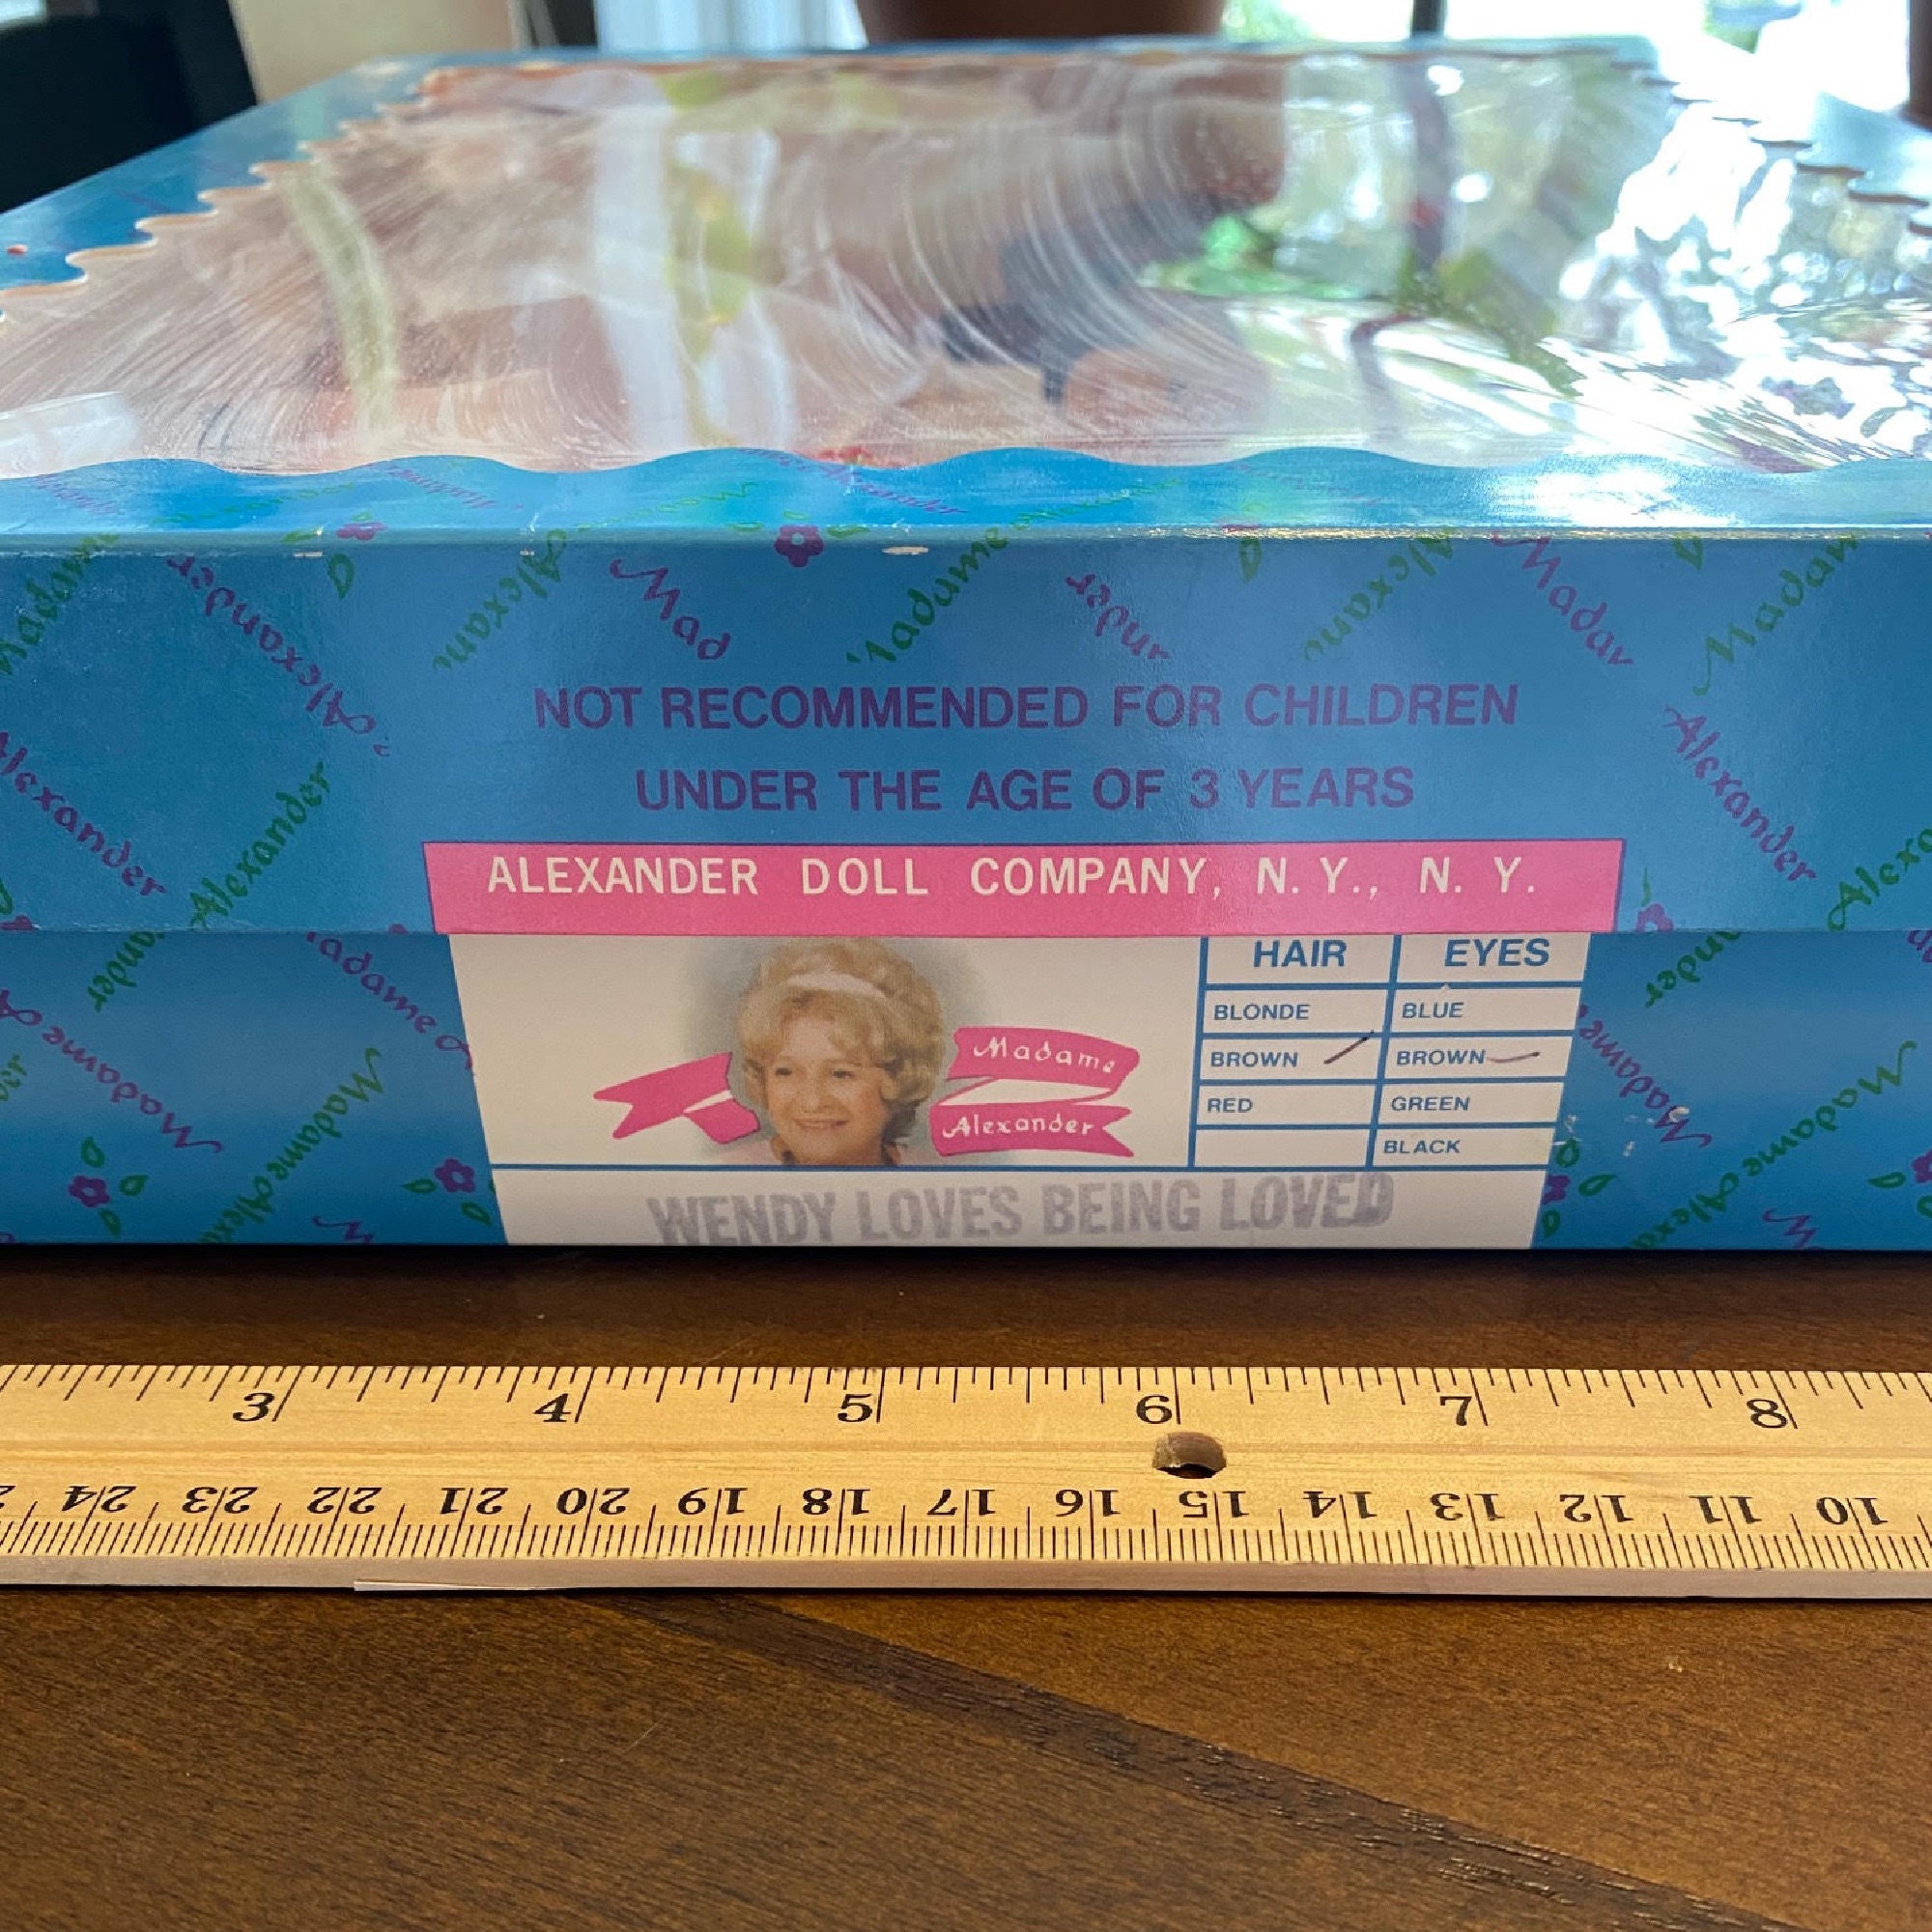 Madame
Alexander
NOT RECOMMENDED FOR CHILDREN
UNDER THE AGE OF 3 YEARS
ALEXANDER DOLL COMPANY, N. Y., N. Y.
HAIR EYES
BLONDE BLUE
BROWN BROWN
RED GREEN
BLACK
Madame
Alexander
WENDY LOVES BEING LOVED
3 4 5 6 7 8
24 23 22 21 20 19 18 17 16 15 14 13 12 11 10